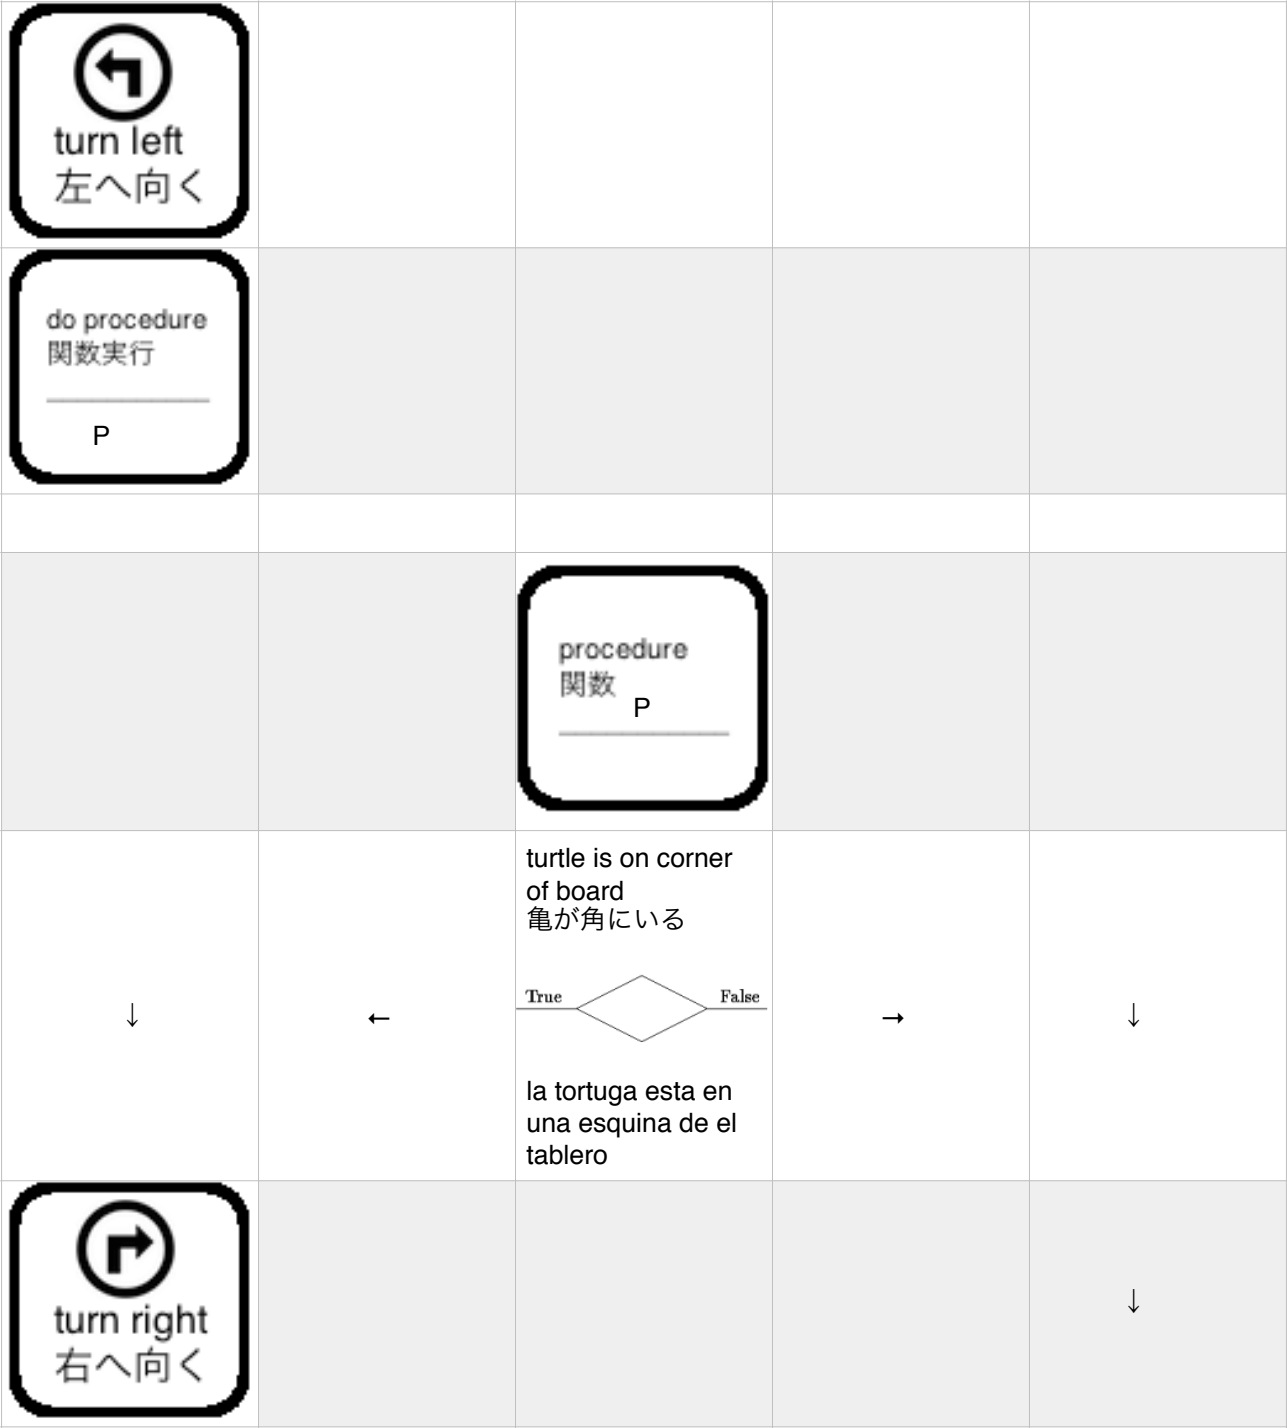 turn left
左へ向く
do procedure
関数実行
P
procedure
関数
P
turtle is on corner
of board
亀が角にいる
True
False
↓
←
→
↓
la tortuga esta en
una esquina de el
tablero
turn right
右へ向く
↓